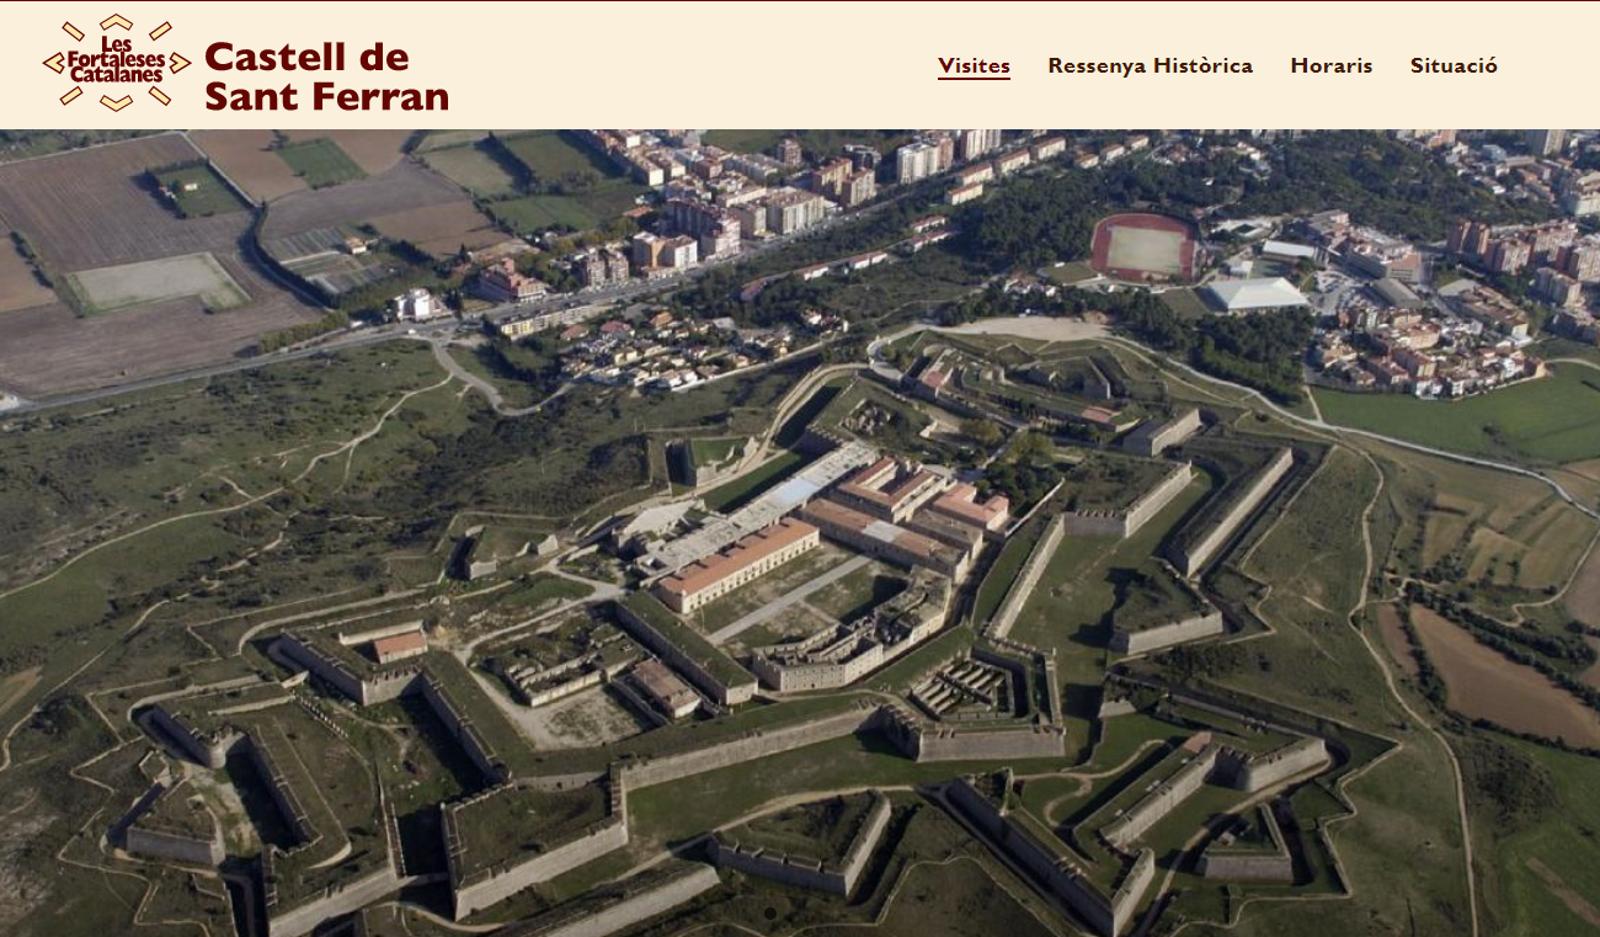 Les
Fortaleses
Catalanes
Castell de
Sant Ferran
Visites
Ressenya Històrica
Horaris
Situació